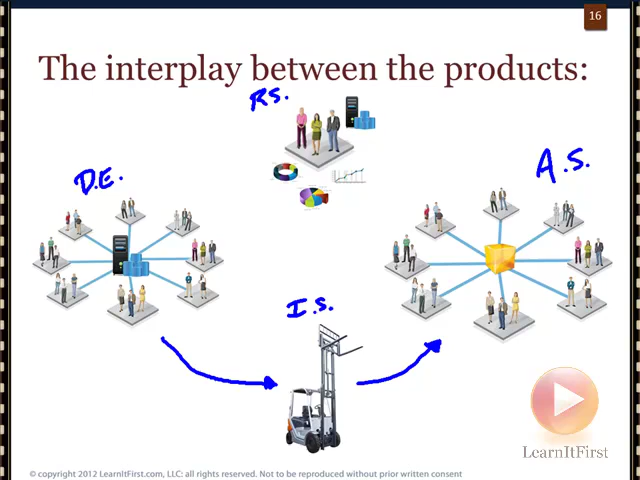 16
The interplay between the products:
RS.
A.S.
D.E.
I.S.
LearnItFirst
© copyright 2012 LearnItFirst.com, LLC: all rights reserved. Not to be reproduced without prior written consent